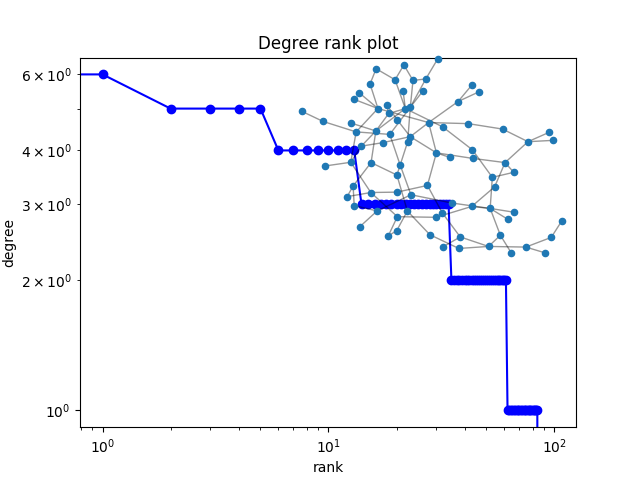 Degree rank plot
degree
6 × 10⁰
4 × 10⁰
3 × 10⁰
2 × 10⁰
10⁰
10⁰
10¹
10²
rank